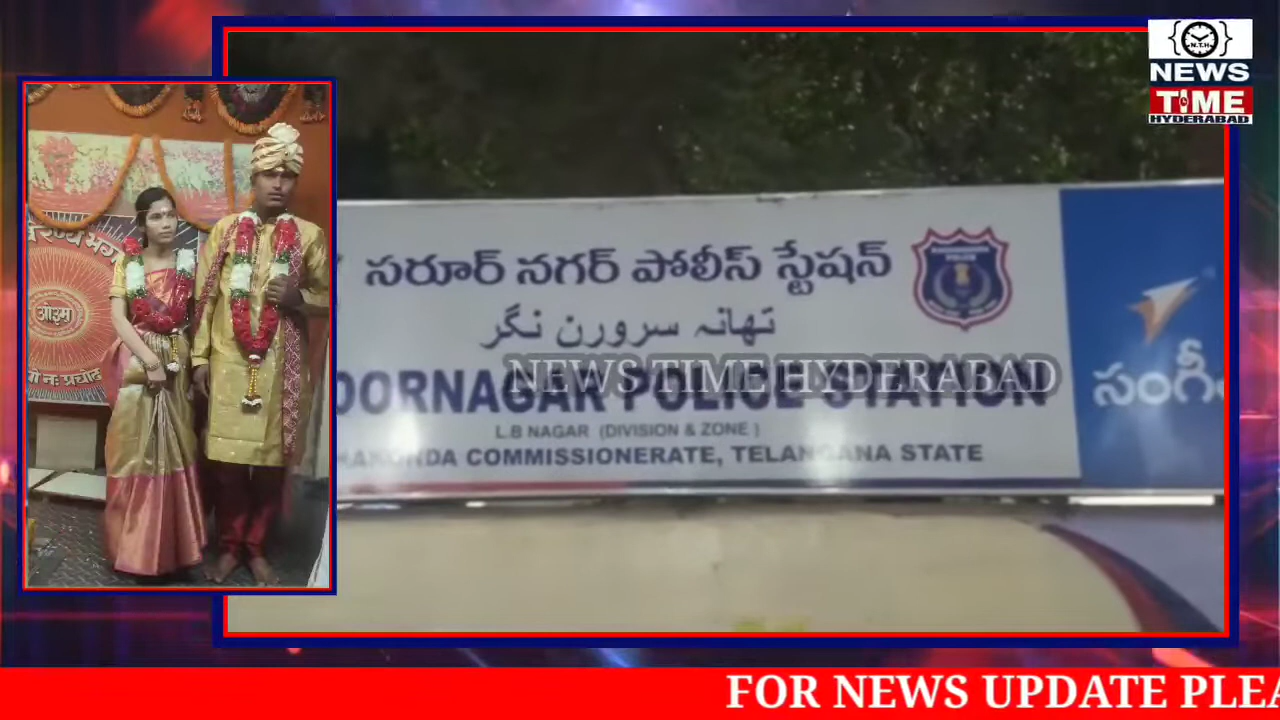 N.T.H
NEWS
TIME
HYDERABAD
సరూర్ నగర్ పోలీస్ స్టేషన్
تھانہ سرورن نگر
NEWS TIME HYDERABAD
OORNAGAR POLICE STATION
L.B NAGAR (DIVISION & ZONE)
COMMISSIONERATE, TELANGANA STATE
సంగీ
ओ३म्
FOR NEWS UPDATE PLEA